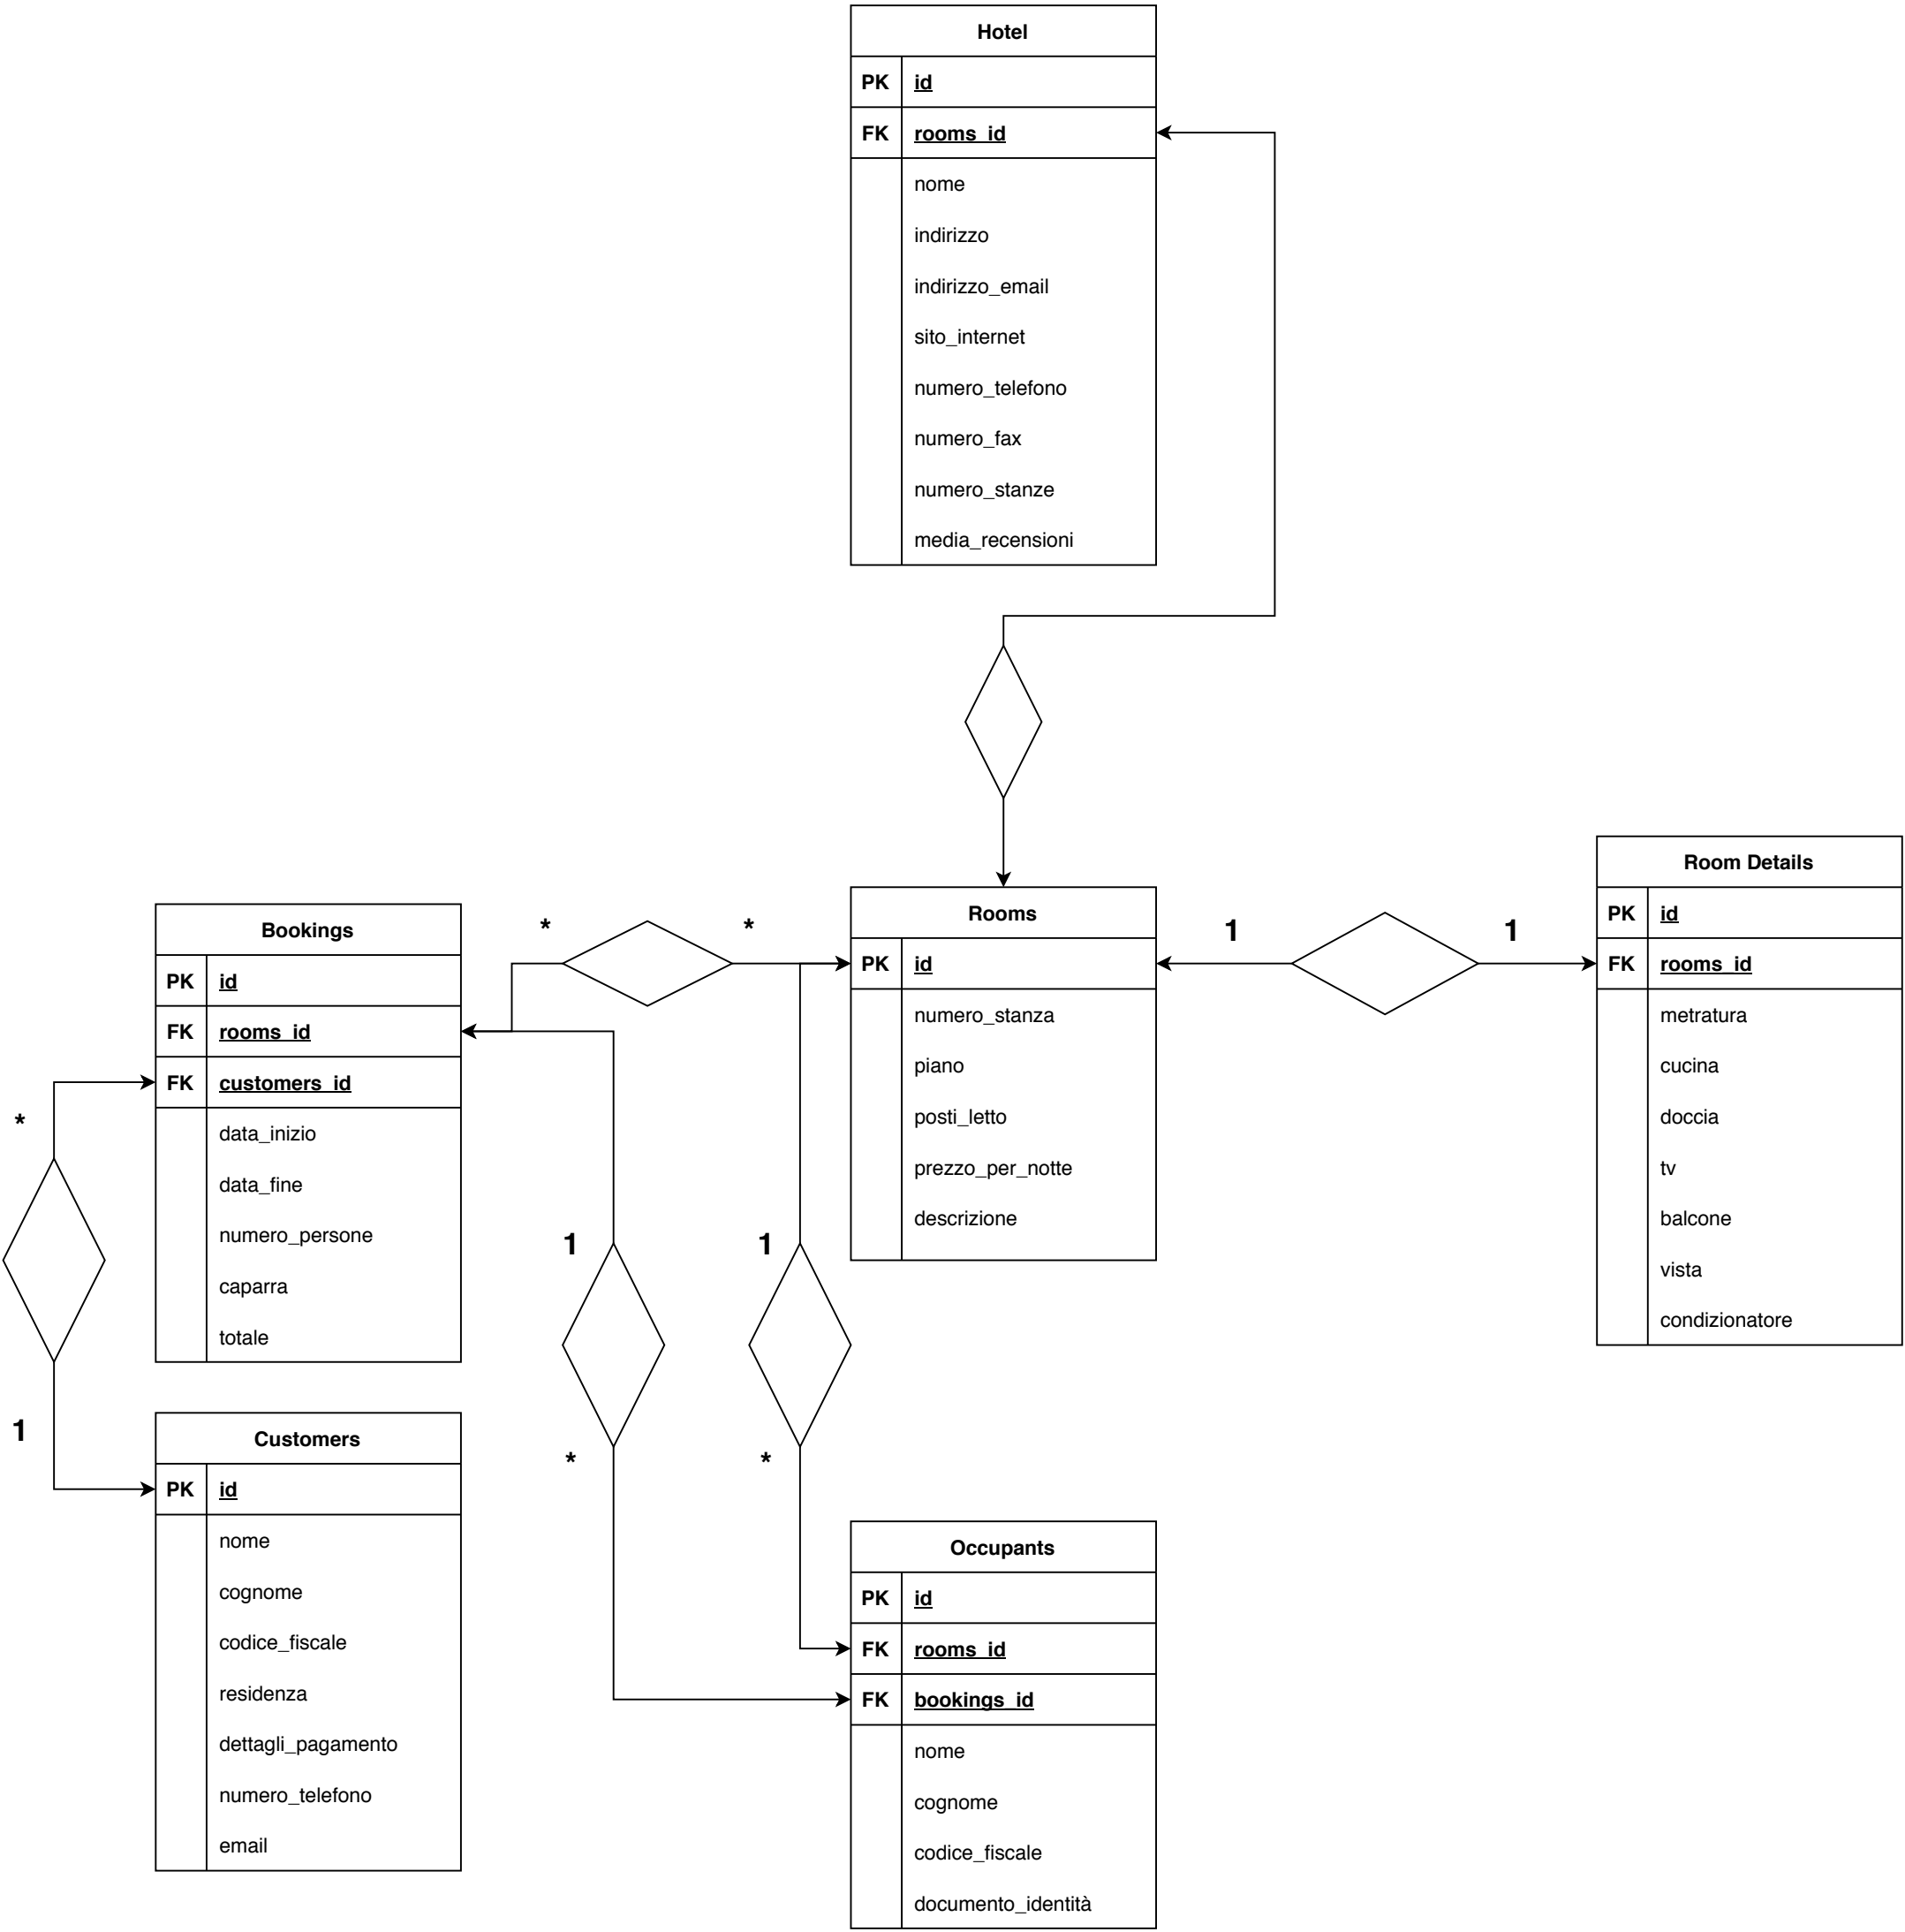 Hotel
PK id
FK rooms_id
nome
indirizzo
indirizzo_email
sito_internet
numero_telefono
numero_fax
numero_stanze
media_recensioni
Bookings
PK id
FK rooms_id
FK customers_id
data_inizio
data_fine
numero_persone
caparra
totale
* *
Rooms
PK id
numero_stanza
piano
posti_letto
prezzo_per_notte
descrizione
1 1
Room Details
PK id
FK rooms_id
metratura
cucina
doccia
tv
balcone
vista
condizionatore
*
1
1
*
1
*
Customers
PK id
nome
cognome
codice_fiscale
residenza
dettagli_pagamento
numero_telefono
email
Occupants
PK id
FK rooms_id
FK bookings_id
nome
cognome
codice_fiscale
documento_identità